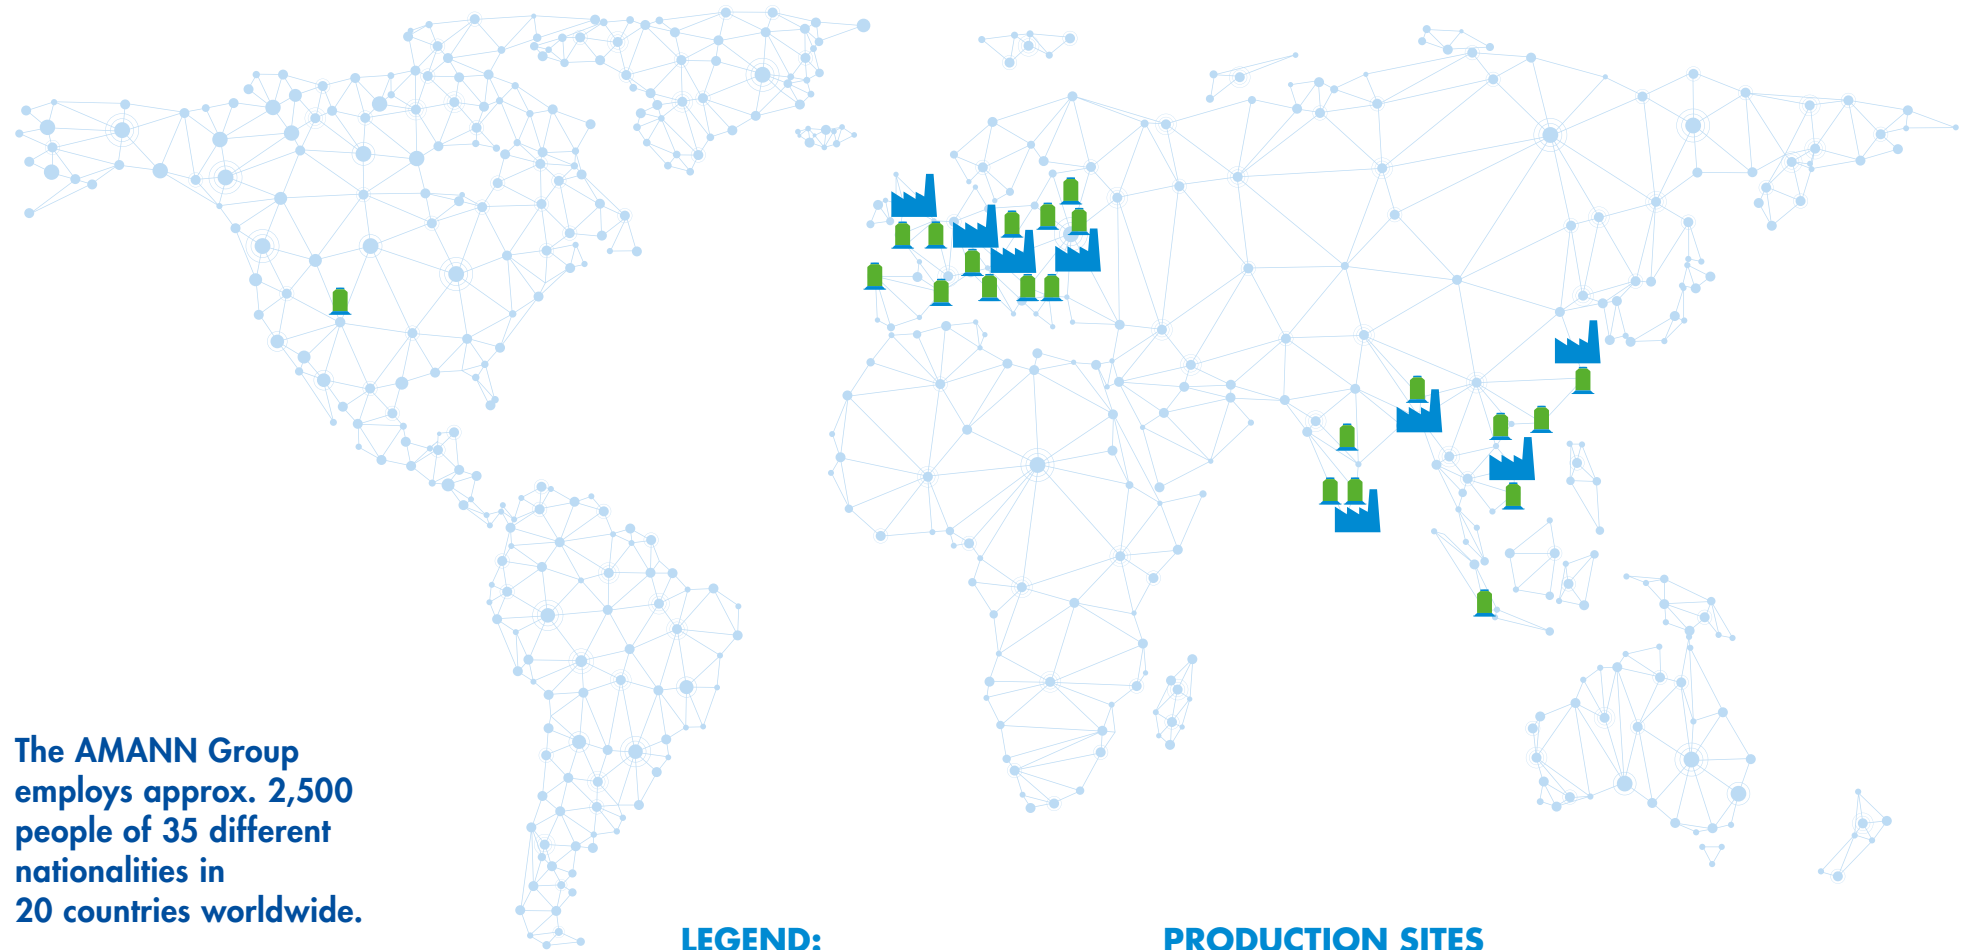 The AMANN Group
employs approx. 2,500
people of 35 different
nationalities in
20 countries worldwide.
LEGEND:
PRODUCTION SITES